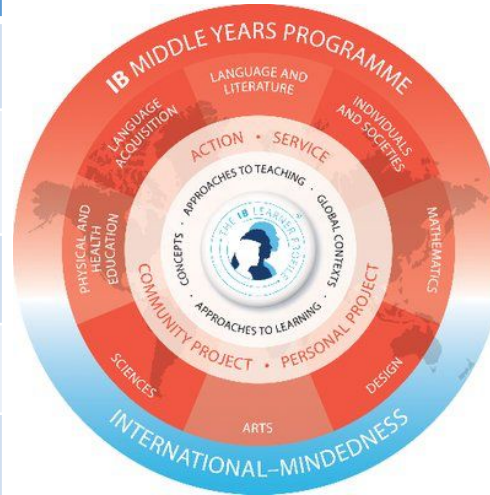 IB MIDDLE YEARS PROGRAMME
LANGUAGE AND
LITERATURE
INDIVIDUALS
AND SOCIETIES
MATHEMATICS
DESIGN
ARTS
SCIENCES
PHYSICAL AND
HEALTH
EDUCATION
LANGUAGE
ACQUISITION
ACTION • SERVICE
COMMUNITY PROJECT • PERSONAL PROJECT
APPROACHES TO TEACHING · GLOBAL CONTEXTS
· APPROACHES TO LEARNING · CONCEPTS ·
THE IB LEARNER PROFILE
INTERNATIONAL–MINDEDNESS